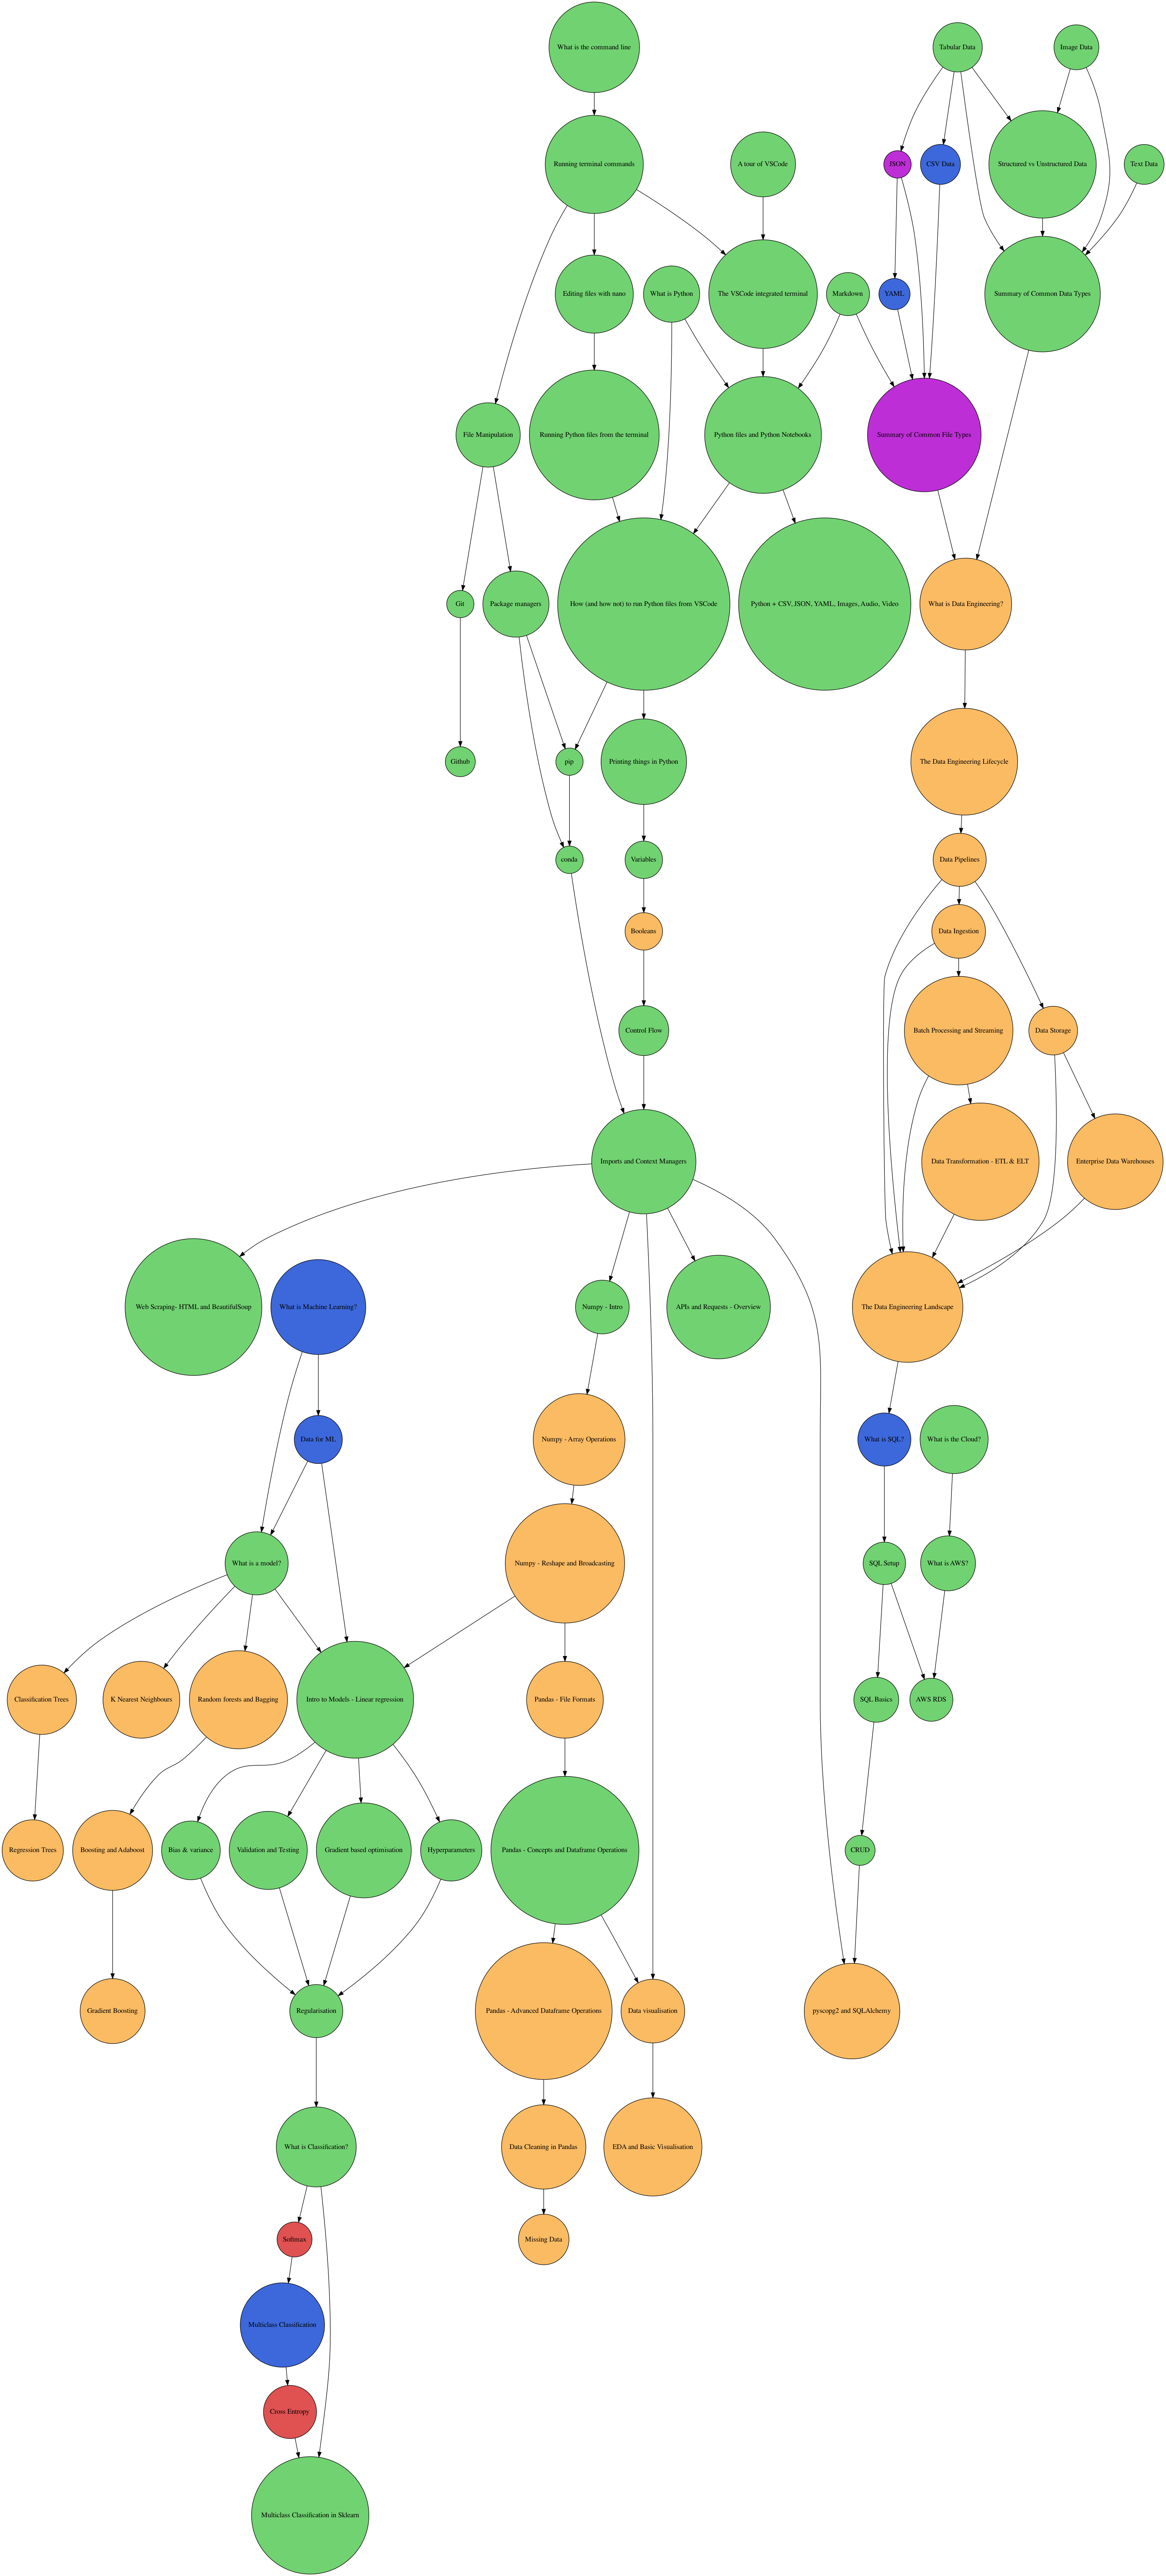 What is the command line
Tabular Data
Image Data
Running terminal commands
A tour of VSCode
JSON
CSV Data
Structured vs Unstructured Data
Text Data
Editing files with nano
What is Python
The VSCode integrated terminal
Markdown
YAML
Summary of Common Data Types
File Manipulation
Running Python files from the terminal
Python files and Python Notebooks
Summary of Common File Types
Git
Package managers
How (and how not) to run Python files from VSCode
Python + CSV, JSON, YAML, Images, Audio, Video
What is Data Engineering?
Github
pip
Printing things in Python
The Data Engineering Lifecycle
conda
Variables
Data Pipelines
Booleans
Data Ingestion
Control Flow
Batch Processing and Streaming
Data Storage
Imports and Context Managers
Data Transformation - ETL & ELT
Enterprise Data Warehouses
Web Scraping- HTML and BeautifulSoup
What is Machine Learning?
Numpy - Intro
APIs and Requests - Overview
The Data Engineering Landscape
Data for ML
Numpy - Array Operations
What is SQL?
What is the Cloud?
What is a model?
Numpy - Reshape and Broadcasting
SQL Setup
What is AWS?
Classification Trees
K Nearest Neighbours
Random forests and Bagging
Intro to Models - Linear regression
Pandas - File Formats
SQL Basics
AWS RDS
Regression Trees
Boosting and Adaboost
Bias & variance
Validation and Testing
Gradient based optimisation
Hyperparameters
Pandas - Concepts and Dataframe Operations
CRUD
Gradient Boosting
Regularisation
Pandas - Advanced Dataframe Operations
Data visualisation
pyscopg2 and SQLAlchemy
What is Classification?
Data Cleaning in Pandas
EDA and Basic Visualisation
Softmax
Missing Data
Multiclass Classification
Cross Entropy
Multiclass Classification in Sklearn